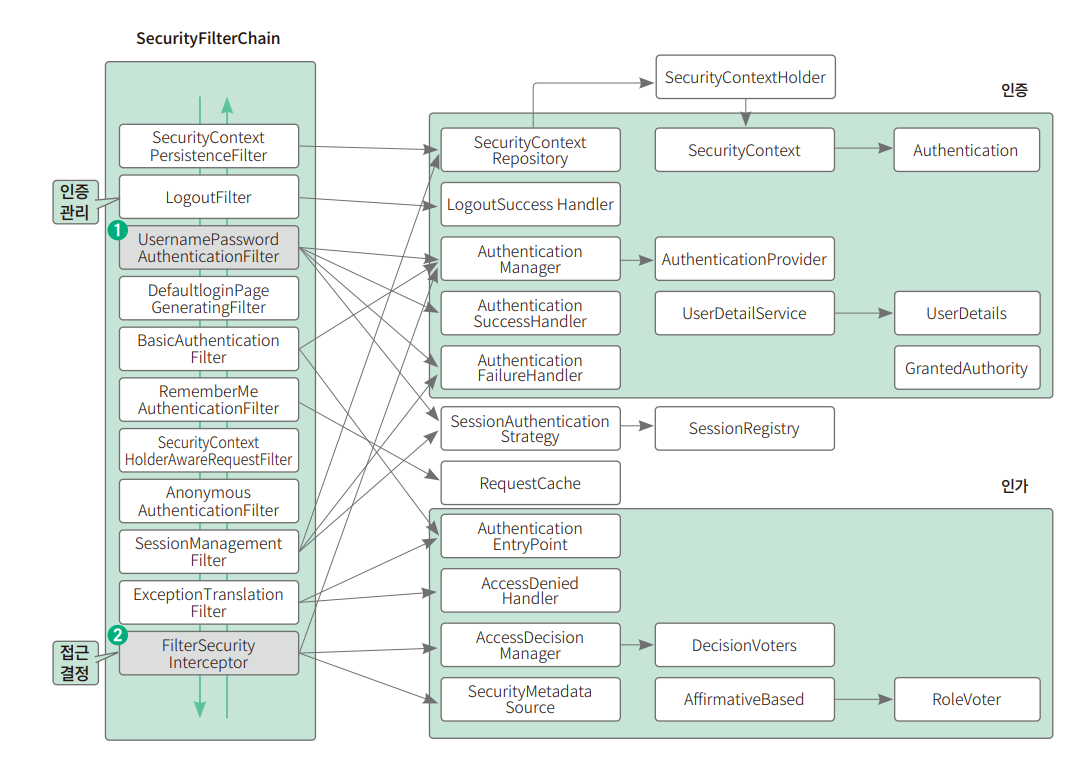 SecurityFilterChain
SecurityContext
PersistenceFilter
인증
관리
LogoutFilter
1
UsernamePassword
AuthenticationFilter
DefaultloginPage
GeneratingFilter
BasicAuthentication
Filter
RememberMe
AuthenticationFilter
SecurityContext
HolderAwareRequestFilter
Anonymous
AuthenticationFilter
SessionManagement
Filter
ExceptionTranslation
Filter
2
접근
결정
FilterSecurity
Interceptor
SecurityContextHolder
인증
SecurityContext
Repository
SecurityContext
Authentication
LogoutSuccess Handler
Authentication
Manager
AuthenticationProvider
Authentication
SuccessHandler
UserDetailService
UserDetails
Authentication
FailureHandler
GrantedAuthority
SessionAuthentication
Strategy
SessionRegistry
RequestCache
인가
Authentication
EntryPoint
AccessDenied
Handler
AccessDecision
Manager
DecisionVoters
SecurityMetadata
Source
AffirmativeBased
RoleVoter